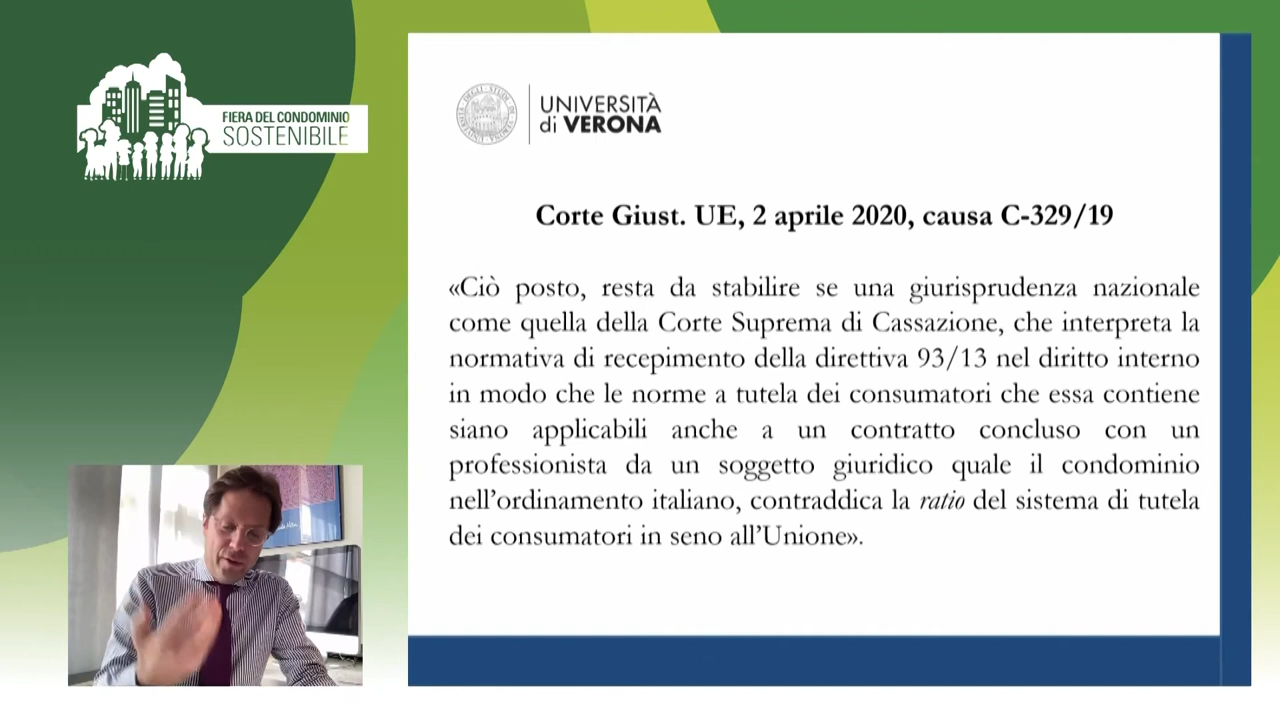 FIERA DEL CONDOMINIO
SOSTENIBILE
UNIVERSITÀ
di VERONA
Corte Giust. UE, 2 aprile 2020, causa C-329/19
«Ciò posto, resta da stabilire se una giurisprudenza nazionale
come quella della Corte Suprema di Cassazione, che interpreta la
normativa di recepimento della direttiva 93/13 nel diritto interno
in modo che le norme a tutela dei consumatori che essa contiene
siano applicabili anche a un contratto concluso con un
professionista da un soggetto giuridico quale il condominio
nell’ordinamento italiano, contraddica la ratio del sistema di tutela
dei consumatori in seno all’Unione».